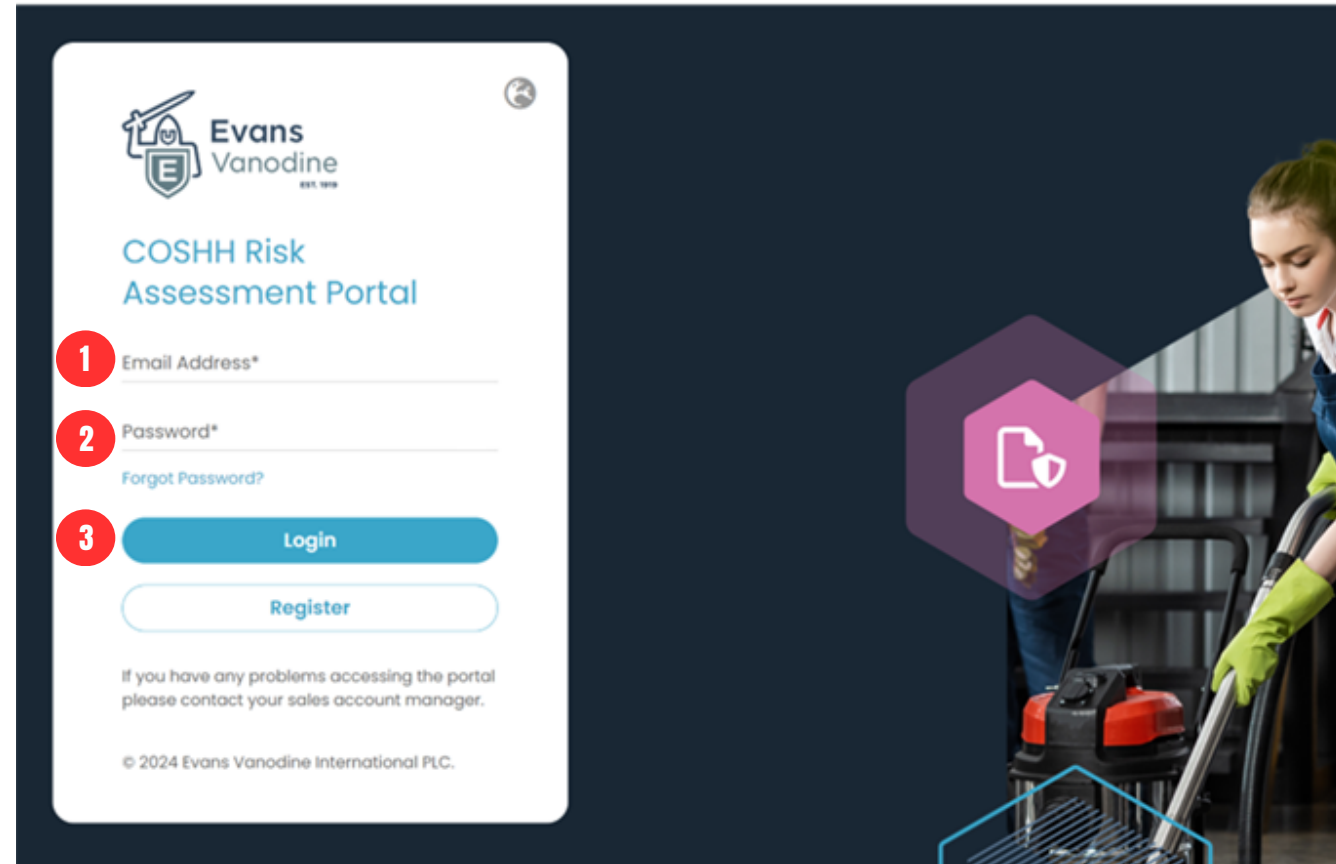 Evans
Vanodine
EST. 1919
E
COSHH Risk
Assessment Portal
1
Email Address*
2
Password*
Forgot Password?
3
Login
Register
If you have any problems accessing the portal
please contact your sales account manager.
© 2024 Evans Vanodine International PLC.